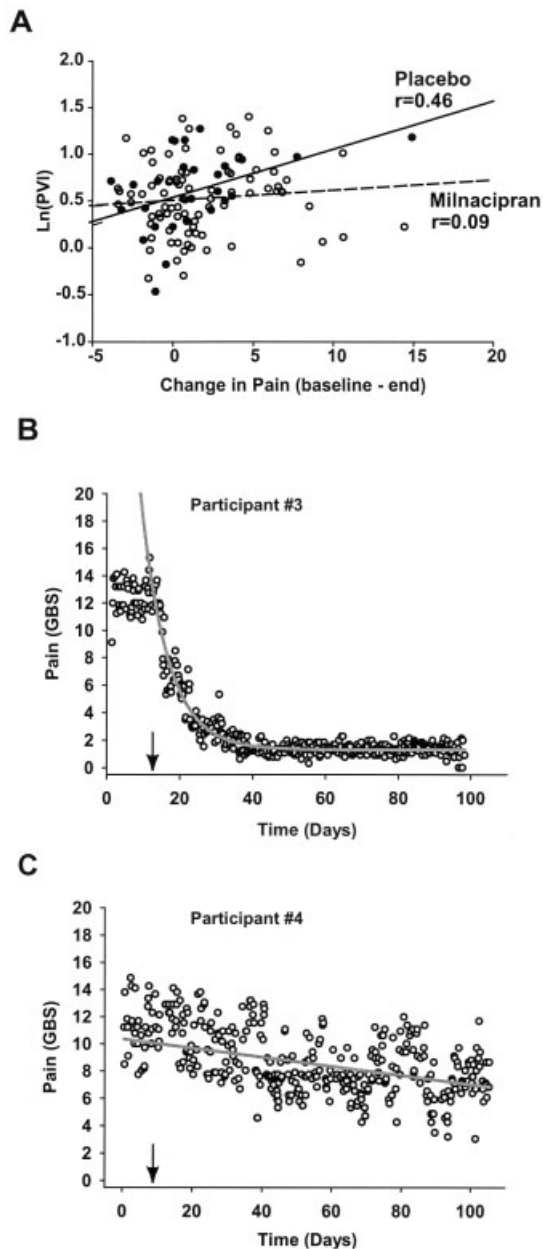 A
2.0
1.5
1.0
0.5
0.0
-0.5
-1.0
Ln(PVI)
Placebo
r=0.46
Milnacipran
r=0.09
-5 0 5 10 15 20
Change in Pain (baseline - end)
B
20
18
16
14
12
10
8
6
4
2
0
Pain (GBS)
Participant #3
0 20 40 60 80 100
Time (Days)
C
20
18
16
14
12
10
8
6
4
2
0
Pain (GBS)
Participant #4
0 20 40 60 80 100
Time (Days)